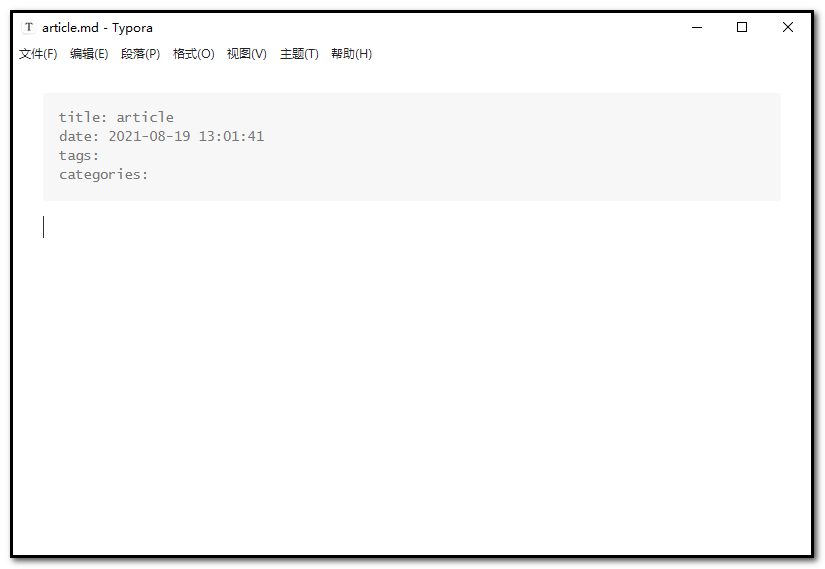 T article.md - Typora
文件(F) 编辑(E) 段落(P) 格式(O) 视图(V) 主题(T) 帮助(H)
title: article
date: 2021-08-19 13:01:41
tags:
categories: